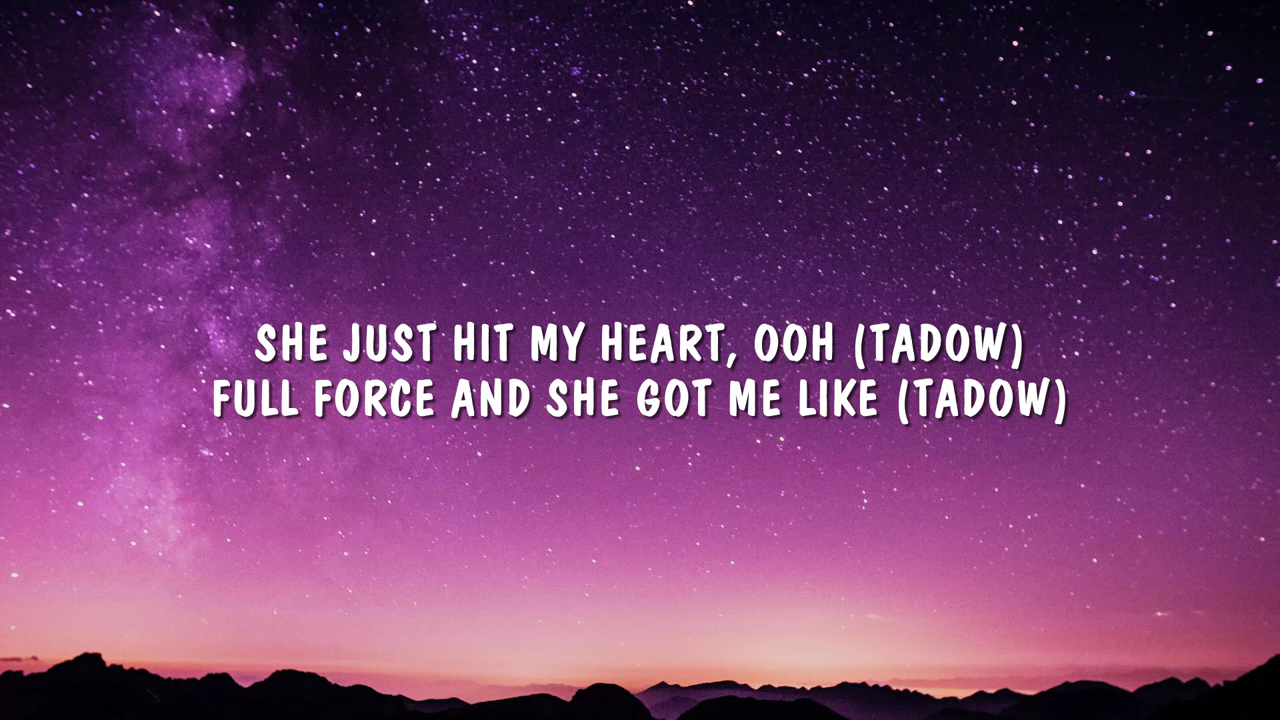 SHE JUST HIT MY HEART, OOH (TADOW)
FULL FORCE AND SHE GOT ME LIKE (TADOW)